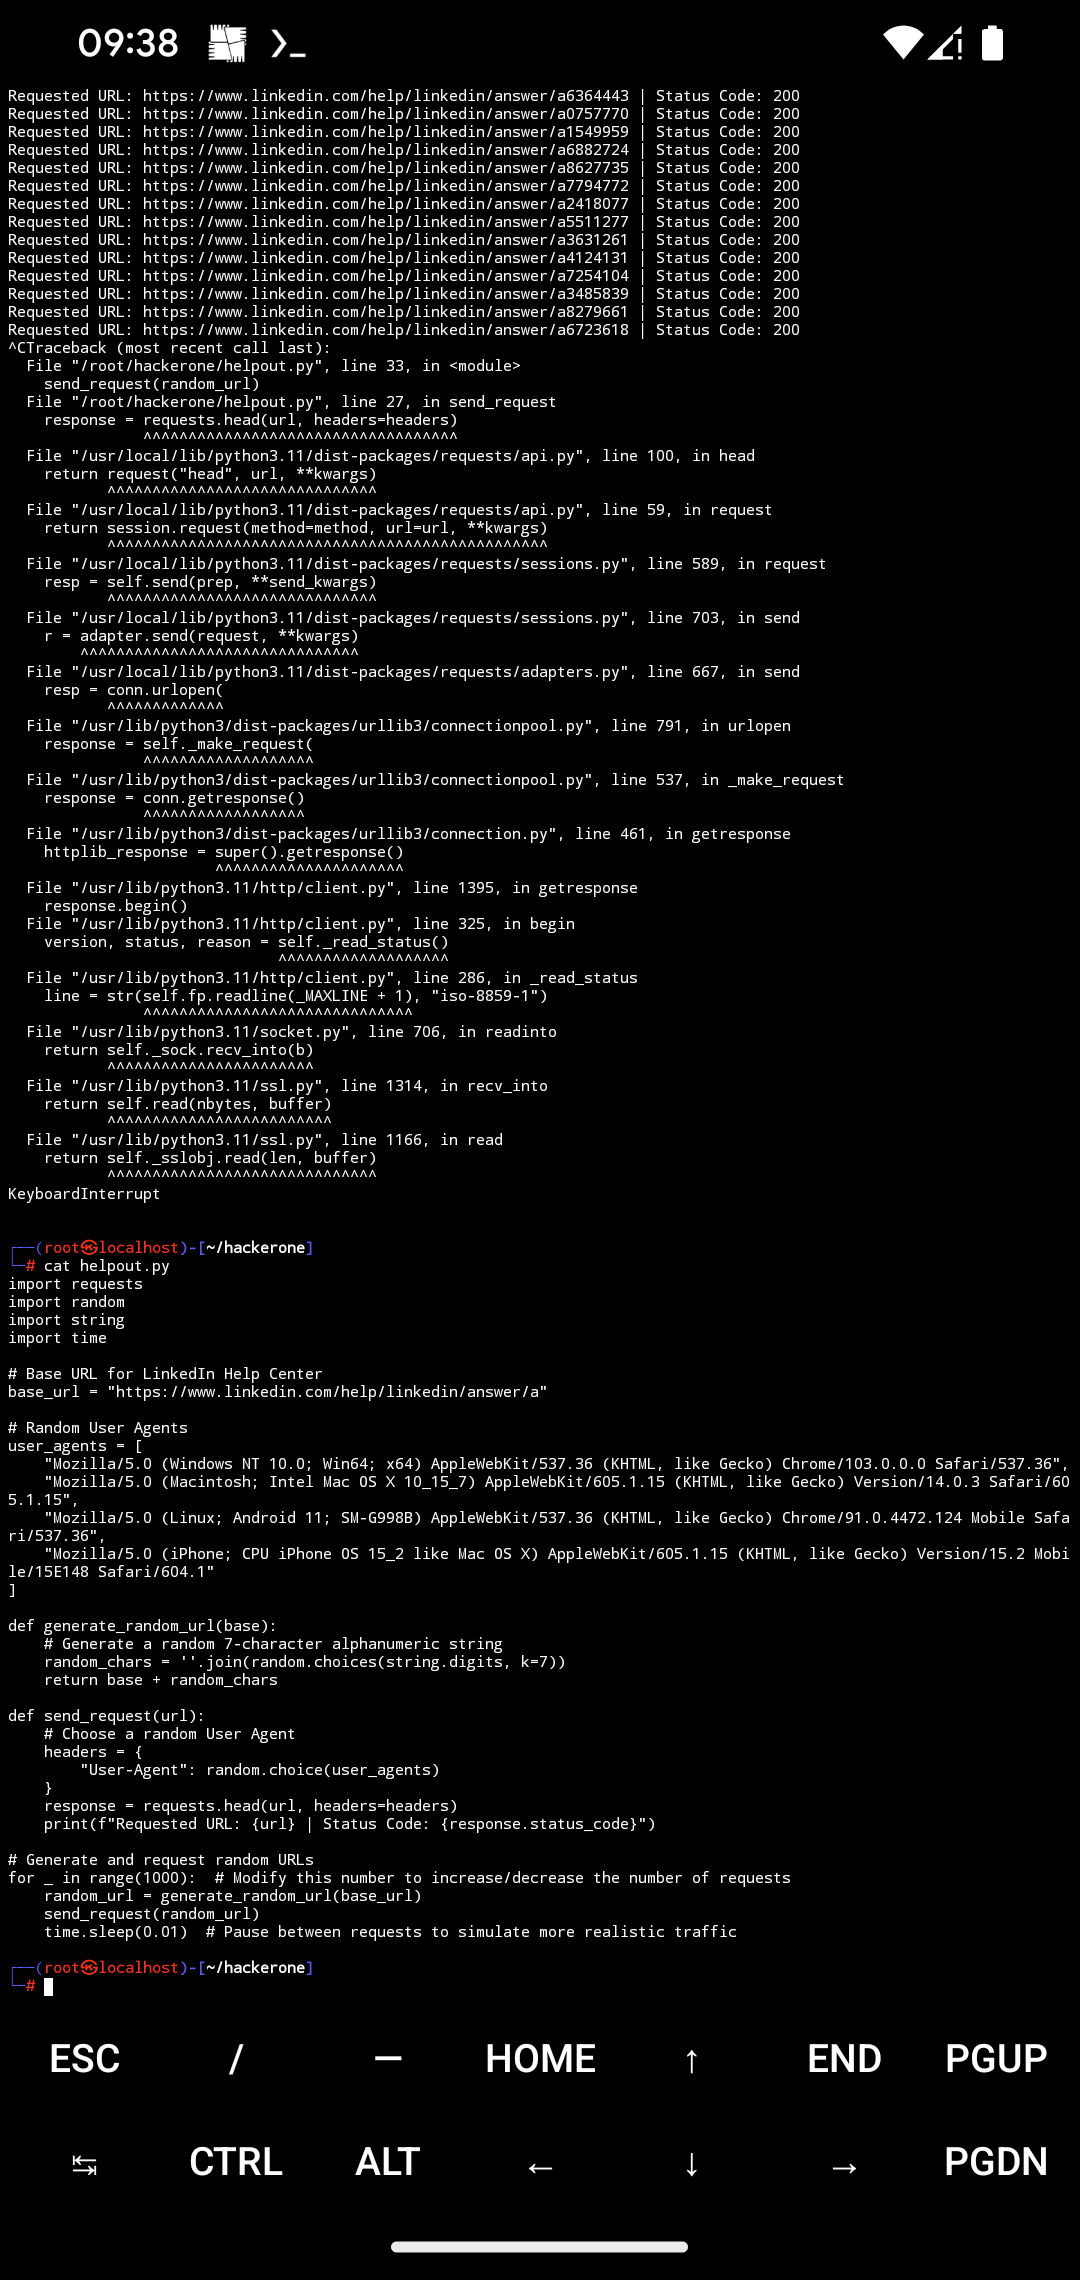 09:38
Requested URL: https://www.linkedin.com/help/linkedin/answer/a6364443 | Status Code: 200
Requested URL: https://www.linkedin.com/help/linkedin/answer/a0757770 | Status Code: 200
Requested URL: https://www.linkedin.com/help/linkedin/answer/a1549959 | Status Code: 200
Requested URL: https://www.linkedin.com/help/linkedin/answer/a6882724 | Status Code: 200
Requested URL: https://www.linkedin.com/help/linkedin/answer/a8627735 | Status Code: 200
Requested URL: https://www.linkedin.com/help/linkedin/answer/a7794772 | Status Code: 200
Requested URL: https://www.linkedin.com/help/linkedin/answer/a2418077 | Status Code: 200
Requested URL: https://www.linkedin.com/help/linkedin/answer/a5511277 | Status Code: 200
Requested URL: https://www.linkedin.com/help/linkedin/answer/a3631261 | Status Code: 200
Requested URL: https://www.linkedin.com/help/linkedin/answer/a4124131 | Status Code: 200
Requested URL: https://www.linkedin.com/help/linkedin/answer/a7254104 | Status Code: 200
Requested URL: https://www.linkedin.com/help/linkedin/answer/a3485839 | Status Code: 200
Requested URL: https://www.linkedin.com/help/linkedin/answer/a8279661 | Status Code: 200
Requested URL: https://www.linkedin.com/help/linkedin/answer/a6723618 | Status Code: 200
^CTraceback (most recent call last):
  File "/root/hackerone/helpout.py", line 33, in <module>
    send_request(random_url)
  File "/root/hackerone/helpout.py", line 27, in send_request
    response = requests.head(url, headers=headers)
               ^^^^^^^^^^^^^^^^^^^^^^^^^^^^^^^^^^^
  File "/usr/local/lib/python3.11/dist-packages/requests/api.py", line 100, in head
    return request("head", url, **kwargs)
           ^^^^^^^^^^^^^^^^^^^^^^^^^^^^^^
  File "/usr/local/lib/python3.11/dist-packages/requests/api.py", line 59, in request
    return session.request(method=method, url=url, **kwargs)
           ^^^^^^^^^^^^^^^^^^^^^^^^^^^^^^^^^^^^^^^^^^^^^^^^^
  File "/usr/local/lib/python3.11/dist-packages/requests/sessions.py", line 589, in request
    resp = self.send(prep, **send_kwargs)
           ^^^^^^^^^^^^^^^^^^^^^^^^^^^^^^
  File "/usr/local/lib/python3.11/dist-packages/requests/sessions.py", line 703, in send
    r = adapter.send(request, **kwargs)
        ^^^^^^^^^^^^^^^^^^^^^^^^^^^^^^^
  File "/usr/local/lib/python3.11/dist-packages/requests/adapters.py", line 667, in send
    resp = conn.urlopen(
           ^^^^^^^^^^^^^
  File "/usr/lib/python3/dist-packages/urllib3/connectionpool.py", line 791, in urlopen
    response = self._make_request(
               ^^^^^^^^^^^^^^^^^^^
  File "/usr/lib/python3/dist-packages/urllib3/connectionpool.py", line 537, in _make_request
    response = conn.getresponse()
               ^^^^^^^^^^^^^^^^^^
  File "/usr/lib/python3/dist-packages/urllib3/connection.py", line 461, in getresponse
    httplib_response = super().getresponse()
                       ^^^^^^^^^^^^^^^^^^^^^
  File "/usr/lib/python3.11/http/client.py", line 1395, in getresponse
    response.begin()
  File "/usr/lib/python3.11/http/client.py", line 325, in begin
    version, status, reason = self._read_status()
                              ^^^^^^^^^^^^^^^^^^^
  File "/usr/lib/python3.11/http/client.py", line 286, in _read_status
    line = str(self.fp.readline(_MAXLINE + 1), "iso-8859-1")
               ^^^^^^^^^^^^^^^^^^^^^^^^^^^^^^
  File "/usr/lib/python3.11/socket.py", line 706, in readinto
    return self._sock.recv_into(b)
           ^^^^^^^^^^^^^^^^^^^^^^^
  File "/usr/lib/python3.11/ssl.py", line 1314, in recv_into
    return self.read(nbytes, buffer)
           ^^^^^^^^^^^^^^^^^^^^^^^^^
  File "/usr/lib/python3.11/ssl.py", line 1166, in read
    return self._sslobj.read(len, buffer)
           ^^^^^^^^^^^^^^^^^^^^^^^^^^^^^^
KeyboardInterrupt
┌──(root㉿localhost)-[~/hackerone]
└─# cat helpout.py
import requests
import random
import string
import time
# Base URL for LinkedIn Help Center
base_url = "https://www.linkedin.com/help/linkedin/answer/a"
# Random User Agents
user_agents = [
    "Mozilla/5.0 (Windows NT 10.0; Win64; x64) AppleWebKit/537.36 (KHTML, like Gecko) Chrome/103.0.0.0 Safari/537.36",
    "Mozilla/5.0 (Macintosh; Intel Mac OS X 10_15_7) AppleWebKit/605.1.15 (KHTML, like Gecko) Version/14.0.3 Safari/60
5.1.15",
    "Mozilla/5.0 (Linux; Android 11; SM-G998B) AppleWebKit/537.36 (KHTML, like Gecko) Chrome/91.0.4472.124 Mobile Safa
ri/537.36",
    "Mozilla/5.0 (iPhone; CPU iPhone OS 15_2 like Mac OS X) AppleWebKit/605.1.15 (KHTML, like Gecko) Version/15.2 Mobi
le/15E148 Safari/604.1"
]
def generate_random_url(base):
    # Generate a random 7-character alphanumeric string
    random_chars = ''.join(random.choices(string.digits, k=7))
    return base + random_chars
def send_request(url):
    # Choose a random User Agent
    headers = {
        "User-Agent": random.choice(user_agents)
    }
    response = requests.head(url, headers=headers)
    print(f"Requested URL: {url} | Status Code: {response.status_code}")
# Generate and request random URLs
for _ in range(1000):  # Modify this number to increase/decrease the number of requests
    random_url = generate_random_url(base_url)
    send_request(random_url)
    time.sleep(0.01)  # Pause between requests to simulate more realistic traffic
┌──(root㉿localhost)-[~/hackerone]
└─#
ESC / — HOME ↑ END PGUP
↹ CTRL ALT ← ↓ → PGDN